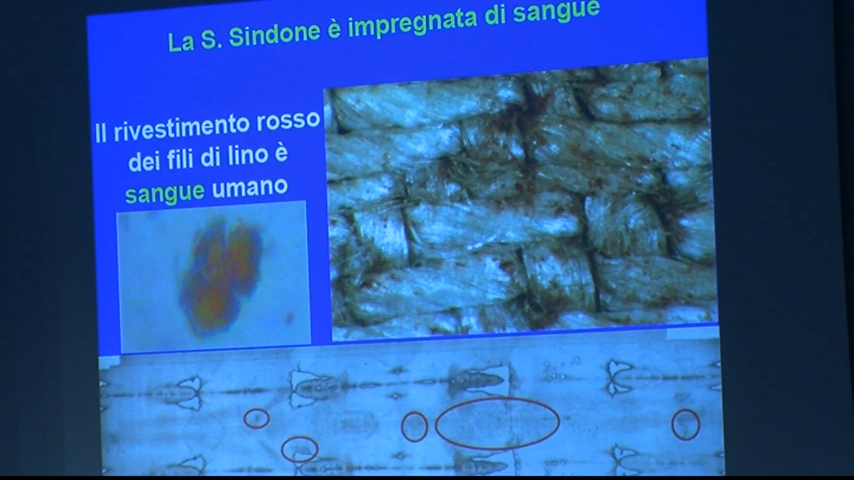 La S. Sindone è impregnata di sangue
Il rivestimento rosso
dei fili di lino è
sangue umano